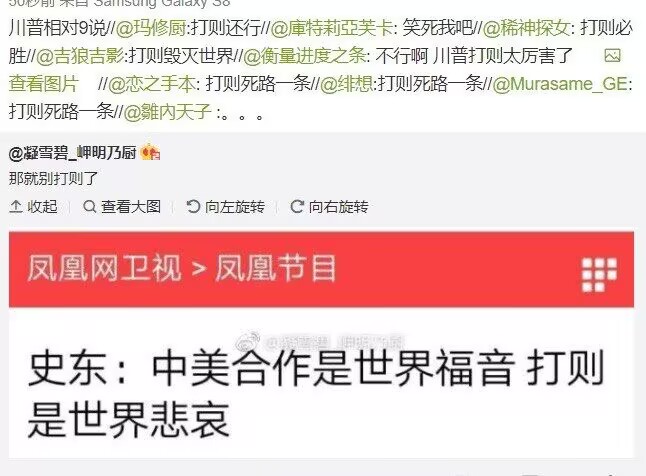 50秒前 来自 Samsung Galaxy S8
川普相对9说//@玛修厨:打则还行//@庫特莉亞芙卡: 笑死我吧//@稀神探女: 打则必
胜//@吉狼吉影:打则毁灭世界//@衡量进度之条: 不行啊 川普打则太厉害了
查看图片 //@恋之手本: 打则死路一条//@绯想:打则死路一条//@Murasame_GE:
打则死路一条//@雛内天子 :。。。
@凝雪碧_岬明乃厨
那就别打则了
收起 查看大图 向左旋转 向右旋转
凤凰网卫视 > 凤凰节目
@凝雪碧_岬明乃厨
史东：中美合作是世界福音 打则
是世界悲哀